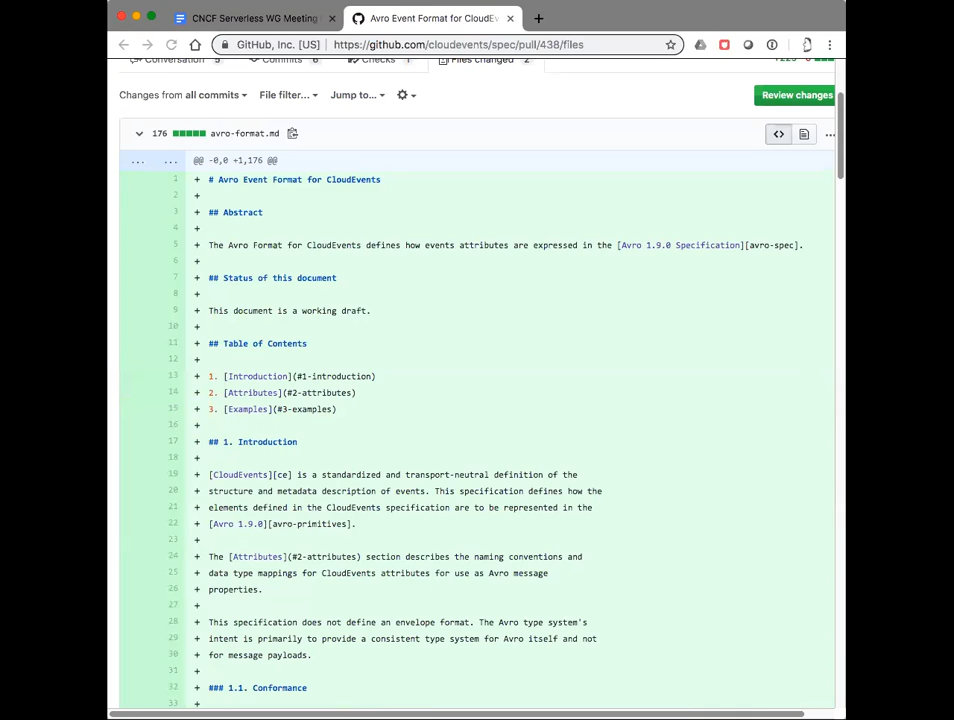 CNCF Serverless WG Meeting
Avro Event Format for CloudEv
GitHub, Inc. [US] | https://github.com/cloudevents/spec/pull/438/files
Conversation 5 Commits 6 Checks 1 Files changed 2
Changes from all commits File filter... Jump to...
Review changes
176 avro-format.md
... ... @@ -0,0 +1,176 @@
1 + # Avro Event Format for CloudEvents
2 +
3 + ## Abstract
4 +
5 + The Avro Format for CloudEvents defines how events attributes are expressed in the [Avro 1.9.0 Specification][avro-spec].
6 +
7 + ## Status of this document
8 +
9 + This document is a working draft.
10 +
11 + ## Table of Contents
12 +
13 + 1. [Introduction](#1-introduction)
14 + 2. [Attributes](#2-attributes)
15 + 3. [Examples](#3-examples)
16 +
17 + ## 1. Introduction
18 +
19 + [CloudEvents][ce] is a standardized and transport-neutral definition of the
20 + structure and metadata description of events. This specification defines how the
21 + elements defined in the CloudEvents specification are to be represented in the
22 + [Avro 1.9.0][avro-primitives].
23 +
24 + The [Attributes](#2-attributes) section describes the naming conventions and
25 + data type mappings for CloudEvents attributes for use as Avro message
26 + properties.
27 +
28 + This specification does not define an envelope format. The Avro type system's
29 + intent is primarily to provide a consistent type system for Avro itself and not
30 + for message payloads.
31 +
32 + ### 1.1. Conformance
33 +